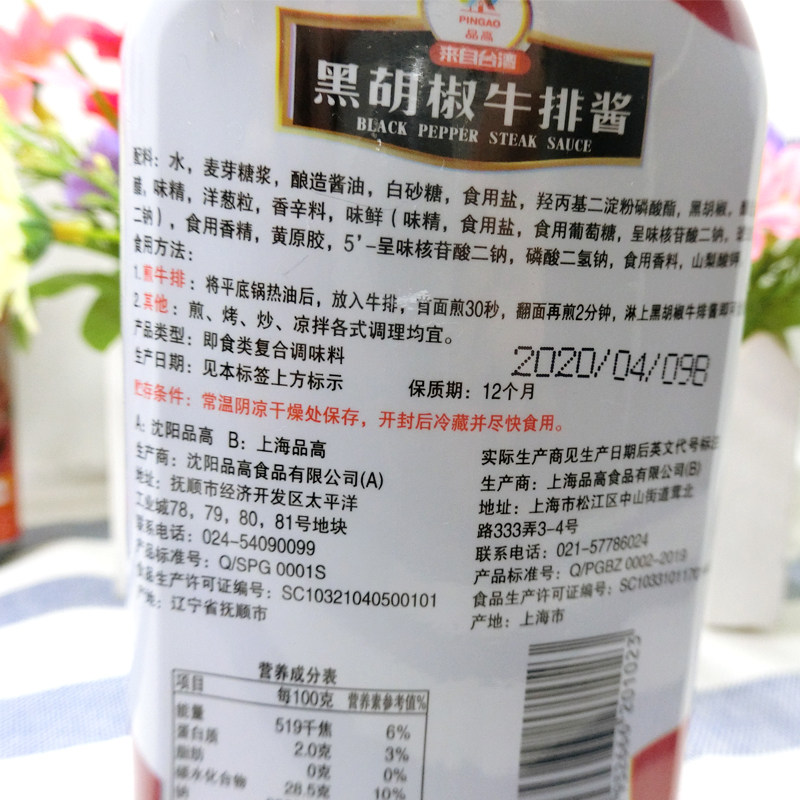 PINGAO
品高
来自台湾
黑胡椒牛排酱
BLACK PEPPER STEAK SAUCE
配料：水，麦芽糖浆，酿造酱油，白砂糖，食用盐，羟丙基二淀粉磷酸酯，黑胡椒，
醋，味精，洋葱粒，香辛料，味鲜（味精，食用盐，食用葡萄糖，呈味核苷酸二钠，
二钠），食用香精，黄原胶，5'-呈味核苷酸二钠，磷酸二氢钠，食用香料，山梨酸钾
食用方法：
1.煎牛排：将平底锅热油后，放入牛排，首面煎30秒，翻面再煎2分钟，淋上黑胡椒牛排酱即可
2.其他：煎、烤、炒、凉拌各式调理均宜。
产品类型：即食类复合调味料
2020/04/09B
生产日期：见本标签上方标示 保质期：12个月
贮存条件：常温阴凉干燥处保存，开封后冷藏并尽快食用。
A：沈阳品高 B：上海品高 实际生产商见生产日期后英文代号标识
生产商：沈阳品高食品有限公司(A)
地址：抚顺市经济开发区太平洋
工业城78，79，80，81号地块
联系电话：024-54090099
产品标准号：Q/SPG 0001S
食品生产许可证编号：SC10321040500101
产地：辽宁省抚顺市
生产商：上海品高食品有限公司(B)
地址：上海市松江区中山街道茸北
路333弄3-4号
联系电话：021-57786024
产品标准号：Q/PGBZ 0002-2019
食品生产许可证编号：SC103310117
产地：上海市
营养成分表
项目 每100克 营养素参考值%
能量 519千焦 6%
蛋白质 2.0克 3%
脂肪 0克 0%
碳水化合物 28.5克 10%
钠
201023